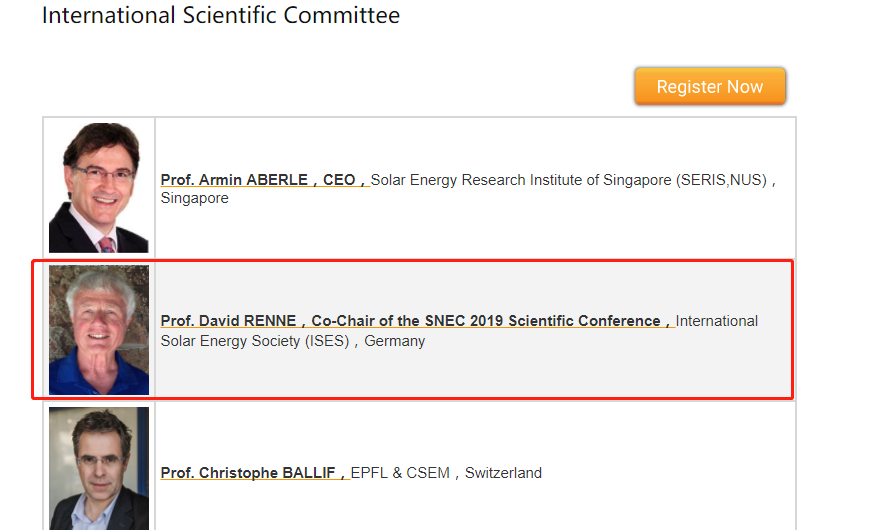 International Scientific Committee
Register Now
Prof. Armin ABERLE，CEO，Solar Energy Research Institute of Singapore (SERIS,NUS)，
Singapore
Prof. David RENNE，Co-Chair of the SNEC 2019 Scientific Conference，International
Solar Energy Society (ISES)，Germany
Prof. Christophe BALLIF，EPFL & CSEM，Switzerland